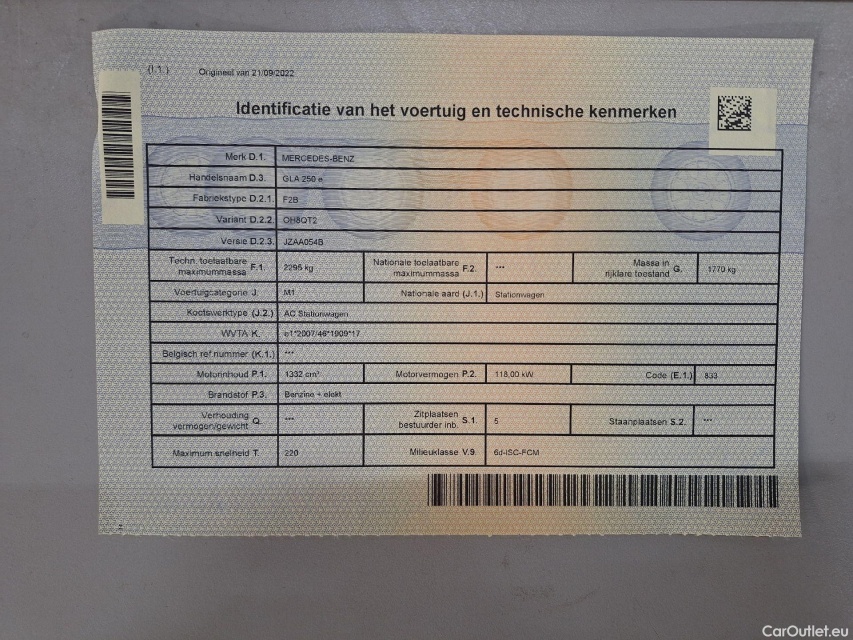 (I.1.) Origineel van 21/09/2022
Identificatie van het voertuig en technische kenmerken
Merk D.1. MERCEDES-BENZ
Handelsnaam D.3. GLA 250 e
Fabriekstype D.2.1. F2B
Variant D.2.2. OH8QT2
Versie D.2.3. JZAA054B
Techn. toelaatbare maximummassa F.1. 2295 kg Nationale toelaatbare maximummassa F.2. *** Massa in rijklare toestand G. 1770 kg
Voertuigcategorie J. M1 Nationale aard (J.1.) Stationwagen
Koetswerktype (J.2.) AC Stationwagen
WVTA K. e1*2007/46*1909*17
Belgisch ref.nummer (K.1.) ***
Motorinhoud P.1. 1332 cm³ Motorvermogen P.2. 118,00 kW Code (E.1.) 833
Brandstof P.3. Benzine + elekt
Verhouding vermogen/gewicht Q. *** Zitplaatsen bestuurder inb. S.1. 5 Staanplaatsen S.2. ***
Maximum snelheid T. 220 Milieuklasse V.9. 6d-ISC-FCM
CarOutlet.eu